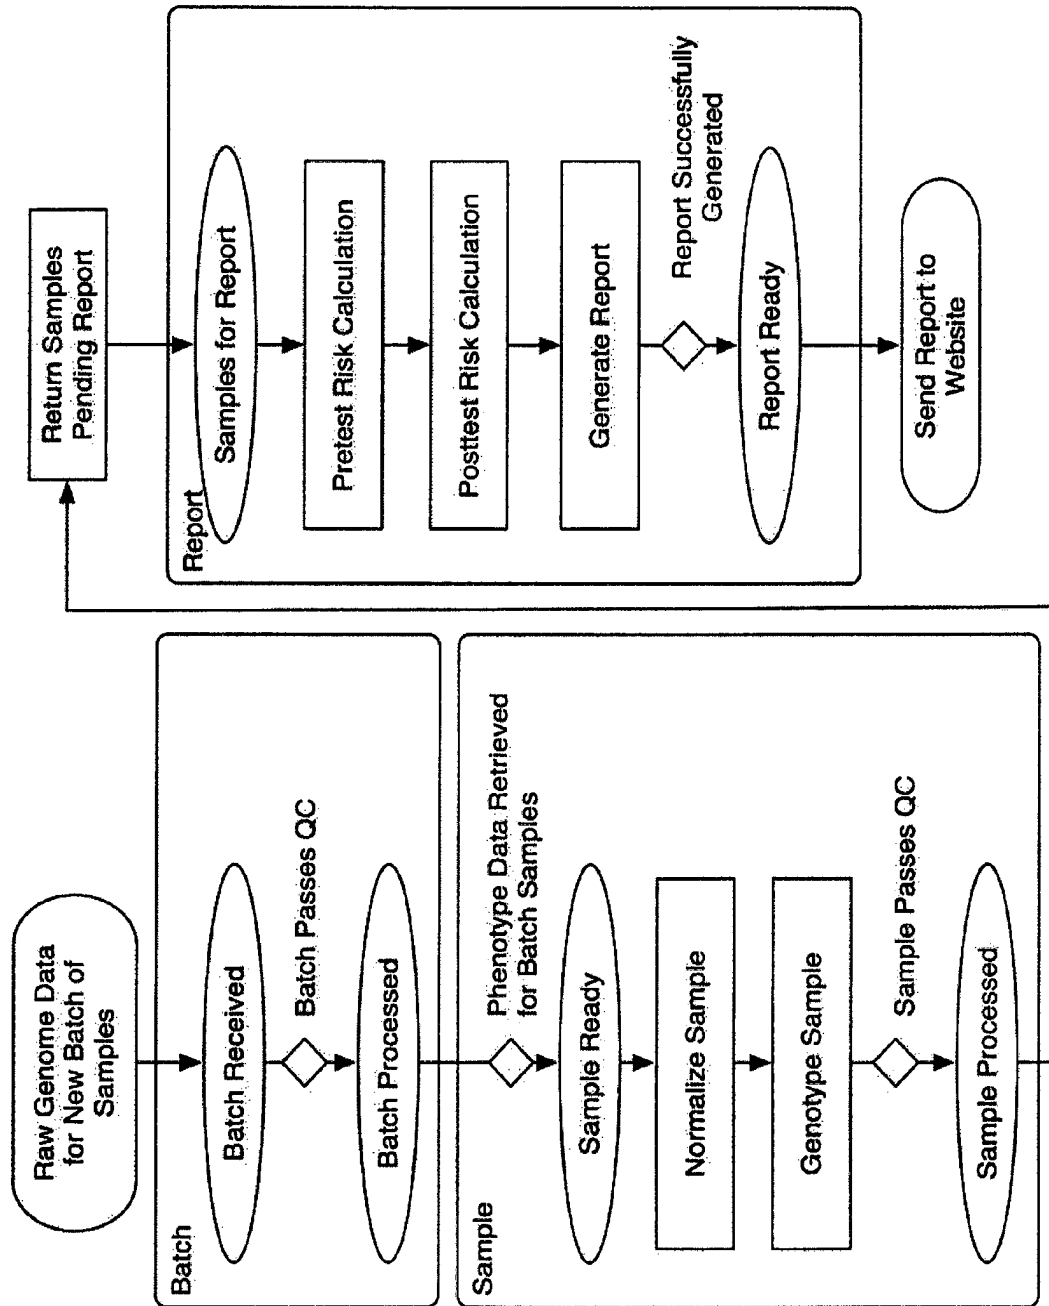 Raw Genome Data
for New Batch of
Samples
Batch
Batch Received
Batch Passes QC
Batch Processed
Sample
Phenotype Data Retrieved
for Batch Samples
Sample Ready
Normalize Sample
Genotype Sample
Sample Passes QC
Sample Processed
Return Samples
Pending Report
Report
Samples for Report
Pretest Risk Calculation
Posttest Risk Calculation
Generate Report
Report Successfully
Generated
Report Ready
Send Report to
Website